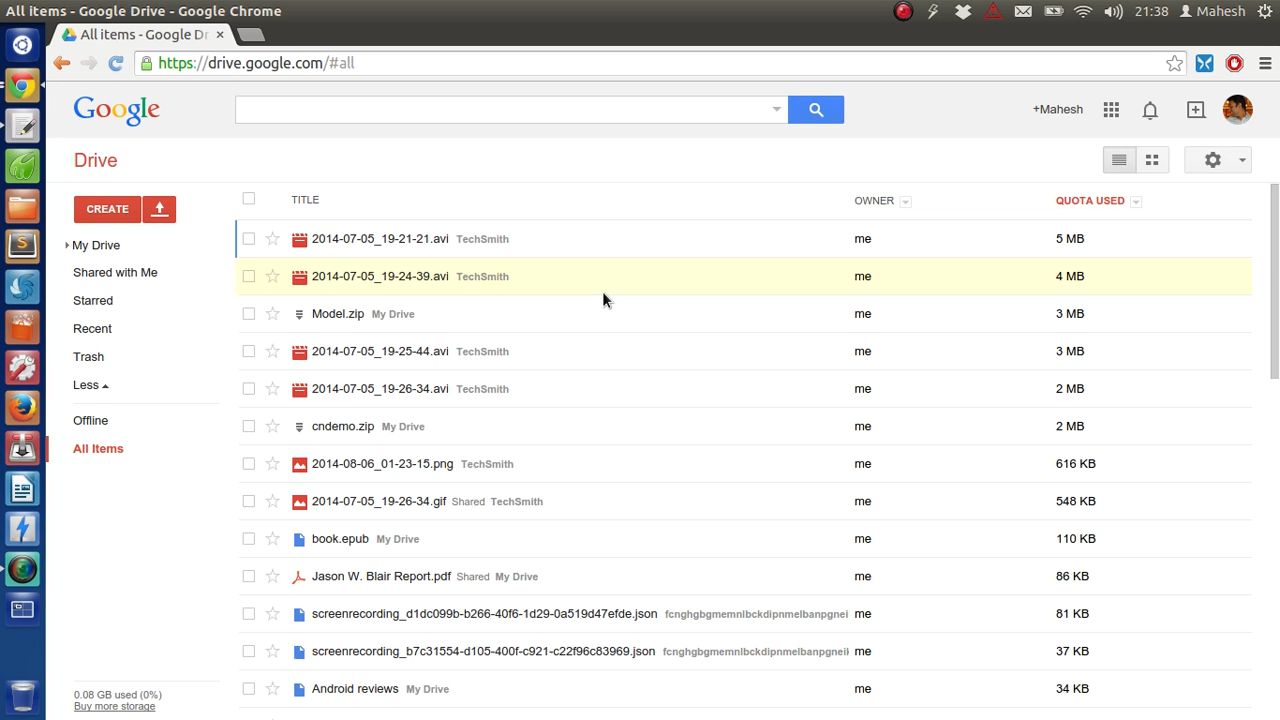 All items - Google Drive - Google Chrome 21:38 Mahesh
All items - Google Dr
https://drive.google.com/#all
Google +Mahesh
Drive
CREATE
My Drive
Shared with Me
Starred
Recent
Trash
Less
Offline
All Items
0.08 GB used (0%)
Buy more storage
TITLE OWNER QUOTA USED
2014-07-05_19-21-21.avi TechSmith me 5 MB
2014-07-05_19-24-39.avi TechSmith me 4 MB
Model.zip My Drive me 3 MB
2014-07-05_19-25-44.avi TechSmith me 3 MB
2014-07-05_19-26-34.avi TechSmith me 2 MB
cndemo.zip My Drive me 2 MB
2014-08-06_01-23-15.png TechSmith me 616 KB
2014-07-05_19-26-34.gif Shared TechSmith me 548 KB
book.epub My Drive me 110 KB
Jason W. Blair Report.pdf Shared My Drive me 86 KB
screenrecording_d1dc099b-b266-40f6-1d29-0a519d47efde.json fcnghgbgmemnlbckdipnmelbanpgnei me 81 KB
screenrecording_b7c31554-d105-400f-c921-c22f96c83969.json fcnghgbgmemnlbckdipnmelbanpgneil me 37 KB
Android reviews My Drive me 34 KB